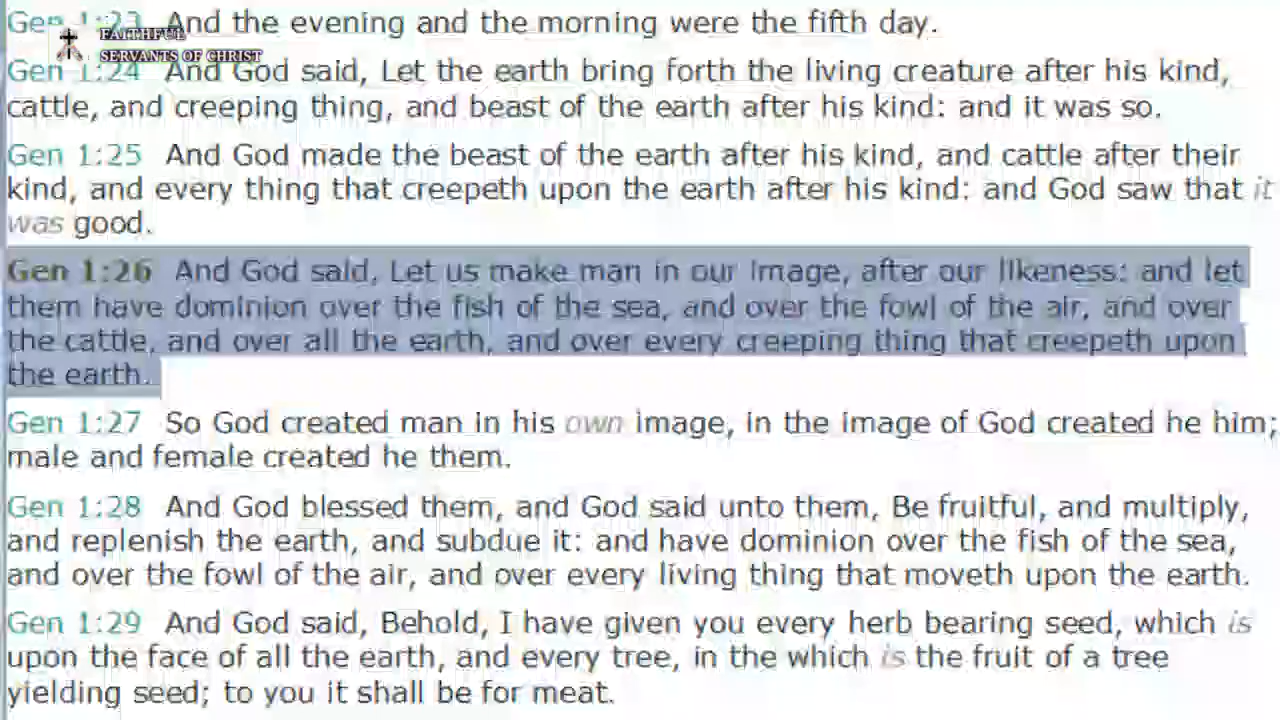 Gen 1:23 And the evening and the morning were the fifth day.
FAITHFUL
SERVANTS OF CHRIST
Gen 1:24 And God said, Let the earth bring forth the living creature after his kind,
cattle, and creeping thing, and beast of the earth after his kind: and it was so.
Gen 1:25 And God made the beast of the earth after his kind, and cattle after their
kind, and every thing that creepeth upon the earth after his kind: and God saw that it
was good.
Gen 1:26 And God said, Let us make man in our image, after our likeness: and let
them have dominion over the fish of the sea, and over the fowl of the air, and over
the cattle, and over all the earth, and over every creeping thing that creepeth upon
the earth.
Gen 1:27 So God created man in his own image, in the image of God created he him;
male and female created he them.
Gen 1:28 And God blessed them, and God said unto them, Be fruitful, and multiply,
and replenish the earth, and subdue it: and have dominion over the fish of the sea,
and over the fowl of the air, and over every living thing that moveth upon the earth.
Gen 1:29 And God said, Behold, I have given you every herb bearing seed, which is
upon the face of all the earth, and every tree, in the which is the fruit of a tree
yielding seed; to you it shall be for meat.